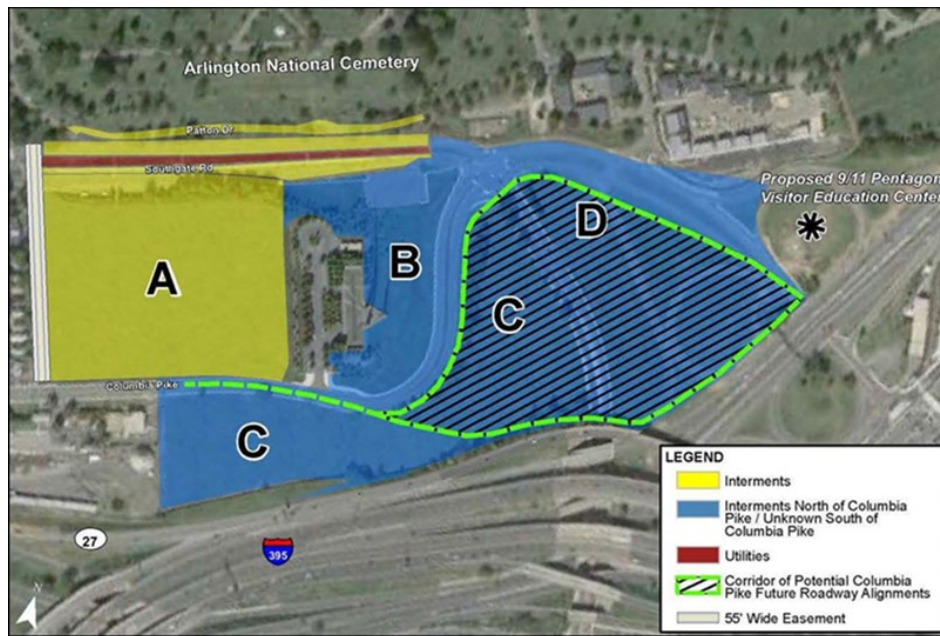 Arlington National Cemetery
Patton Dr
Southgate Rd
Proposed 9/11 Pentagon
Visitor Education Center
A
B
D
C
Columbia Pike
C
27
395
N
LEGEND
Interments
Interments North of Columbia
Pike / Unknown South of
Columbia Pike
Utilities
Corridor of Potential Columbia
Pike Future Roadway Alignments
55' Wide Easement